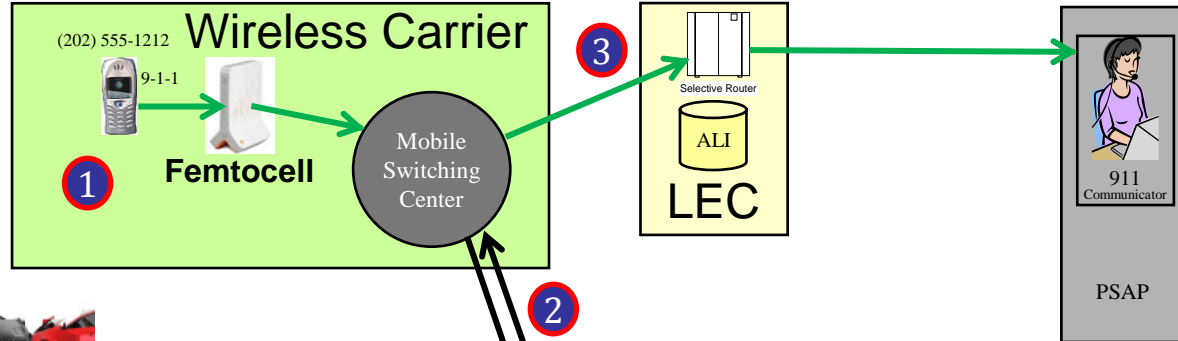 Wireless Carrier
(202) 555-1212
9-1-1
Femtocell
1
Mobile
Switching
Center
2
3
Selective Router
ALI
LEC
911
Communicator
PSAP